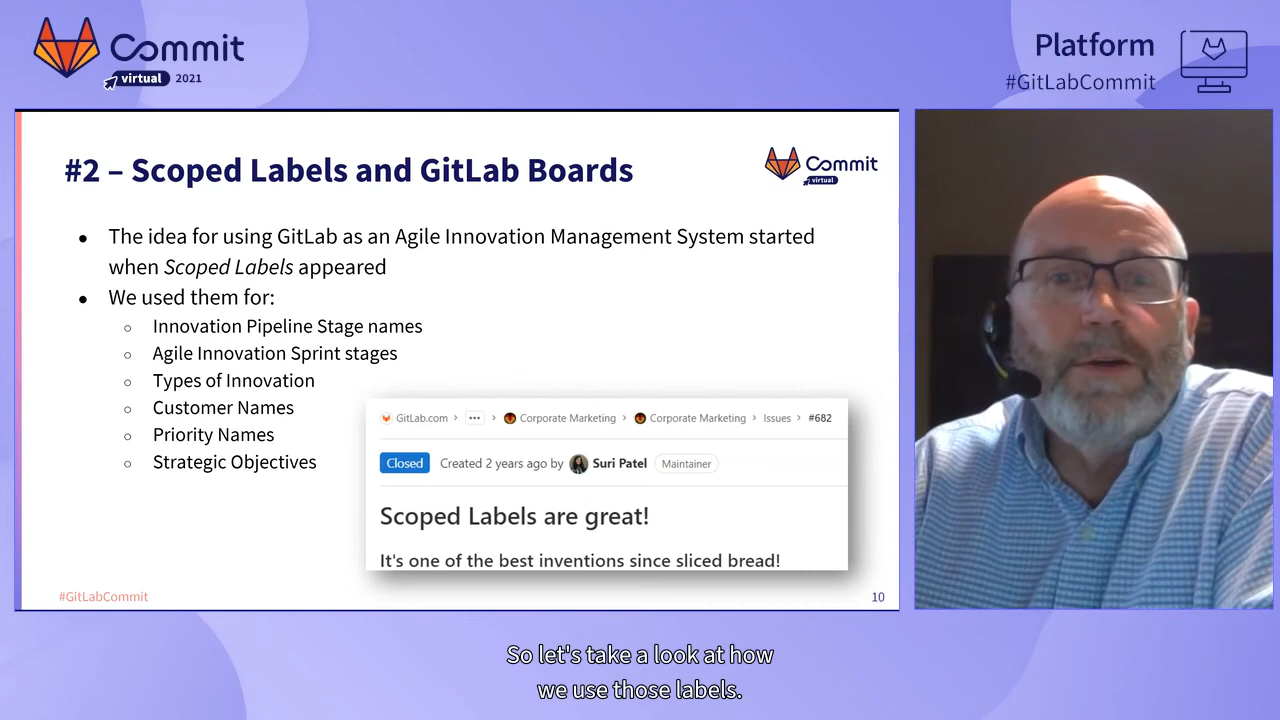 Commit
virtual 2021
Platform
#GitLabCommit
#2 – Scoped Labels and GitLab Boards
Commit
virtual
● The idea for using GitLab as an Agile Innovation Management System started
when Scoped Labels appeared
● We used them for:
○ Innovation Pipeline Stage names
○ Agile Innovation Sprint stages
○ Types of Innovation
○ Customer Names
○ Priority Names
○ Strategic Objectives
GitLab.com > ••• > Corporate Marketing > Corporate Marketing > Issues > #682
Closed Created 2 years ago by Suri Patel Maintainer
Scoped Labels are great!
It's one of the best inventions since sliced bread!
#GitLabCommit
10
So let's take a look at how
we use those labels.